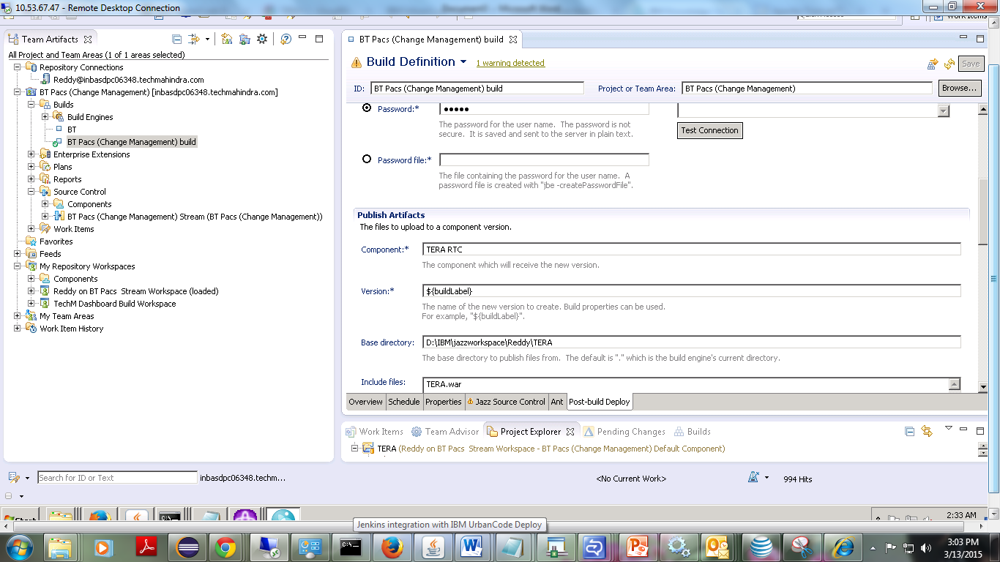 10.53.67.47 - Remote Desktop Connection
Work Items
Team Artifacts
All Project and Team Areas (1 of 1 areas selected)
Repository Connections
Reddy@inbasdpc06348.techmahindra.com
BT Pacs (Change Management) [inbasdpc06348.techmahindra.com]
Builds
Build Engines
BT
BT Pacs (Change Management) build
Enterprise Extensions
Plans
Reports
Source Control
Components
BT Pacs (Change Management) Stream (BT Pacs (Change Management))
Work Items
Favorites
Feeds
My Repository Workspaces
Components
Reddy on BT Pacs  Stream Workspace (loaded)
TechM Dashboard Build Workspace
My Team Areas
Work Item History
BT Pacs (Change Management) build
Build Definition
1 warning detected
Save
ID: BT Pacs (Change Management) build Project or Team Area: BT Pacs (Change Management) Browse...
Password:* •••••
The password for the user name.  The password is not
secure.  It is saved and sent to the server in plain text.
Test Connection
Password file:*
The file containing the password for the user name.  A
password file is created with "jbe -createPasswordFile".
Publish Artifacts
The files to upload to a component version.
Component:* TERA RTC
The component which will receive the new version.
Version:* ${buildLabel}
The name of the new version to create. Build properties can be used.
For example, "${buildLabel}".
Base directory: D:\IBM\jazzworkspace\Reddy\TERA
The base directory to publish files from.  The default is "." which is the build engine's current directory.
Include files: TERA.war
Overview Schedule Properties Jazz Source Control Ant Post-build Deploy
Work Items Team Advisor Project Explorer Pending Changes Builds
TERA (Reddy on BT Pacs  Stream Workspace - BT Pacs (Change Management) Default Component)
Search for ID or Text inbasdpc06348.techm...
<No Current Work>
994 Hits
Start
2:33 AM
Jenkins integration with IBM UrbanCode Deploy
3:03 PM
3/13/2015